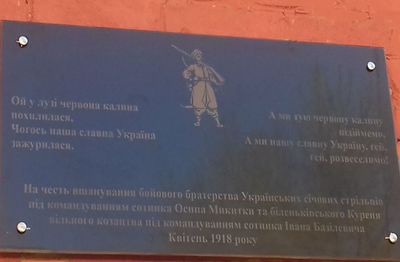 Ой у лузі червона калина
похилилася,
Чогось наша славна Україна
зажурилася.
А ми тую червону калину
підіймемо,
А ми нашу славну Україну, гей,
гей, розвеселимо!
На честь вшанування бойового братерства Українських січових стрільців
під командуванням сотника Осипа Микитки та біленьківського Куреня
вільного козацтва під командуванням сотника Івана Базілевича
Квітень 1918 року